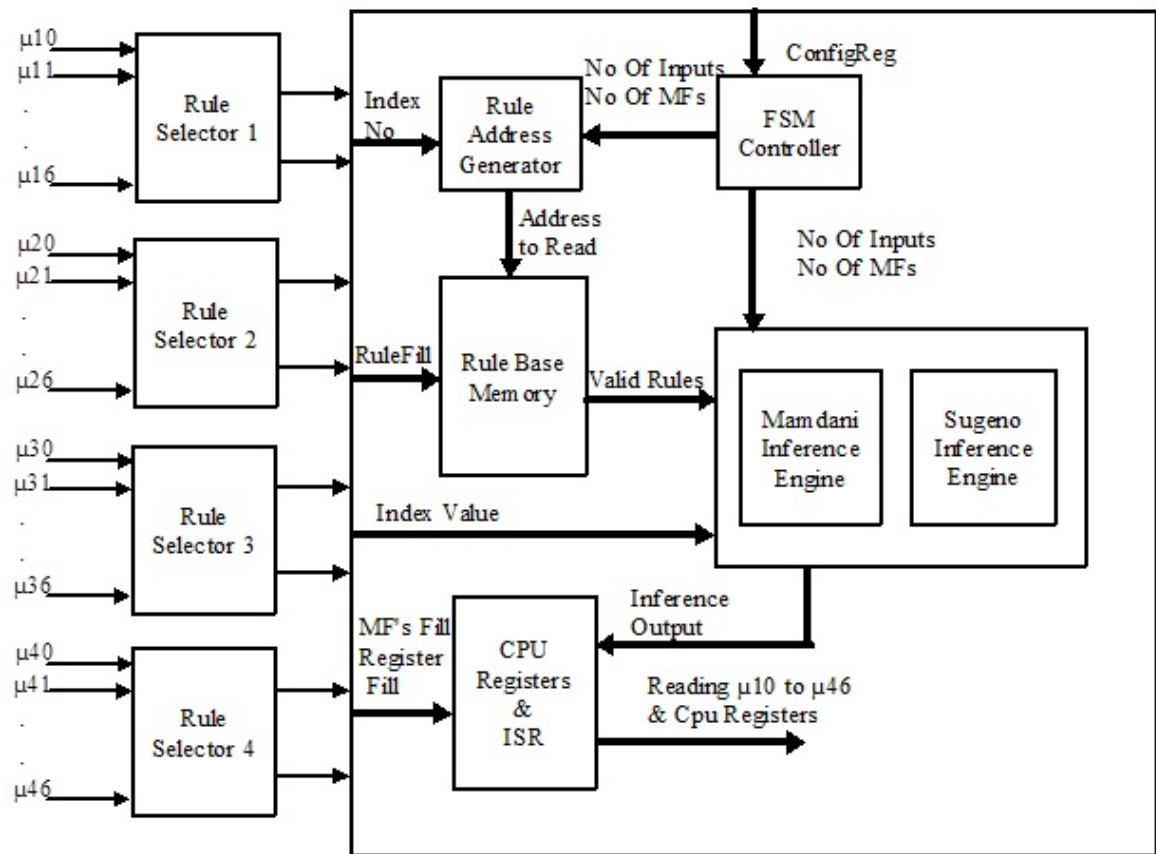 µ10
µ11
.
.
µ16
Rule
Selector 1
µ20
µ21
.
.
µ26
Rule
Selector 2
µ30
µ31
.
.
µ36
Rule
Selector 3
µ40
µ41
.
.
µ46
Rule
Selector 4
Index
No
Rule
Address
Generator
No Of Inputs
No Of MFs
ConfigReg
FSM
Controller
Address
to Read
No Of Inputs
No Of MFs
RuleFill
Rule Base
Memory
Valid Rules
Mamdani
Inference
Engine
Sugeno
Inference
Engine
Index Value
MF's Fill
Register
Fill
CPU
Registers
&
ISR
Inference
Output
Reading µ10 to µ46
& Cpu Registers